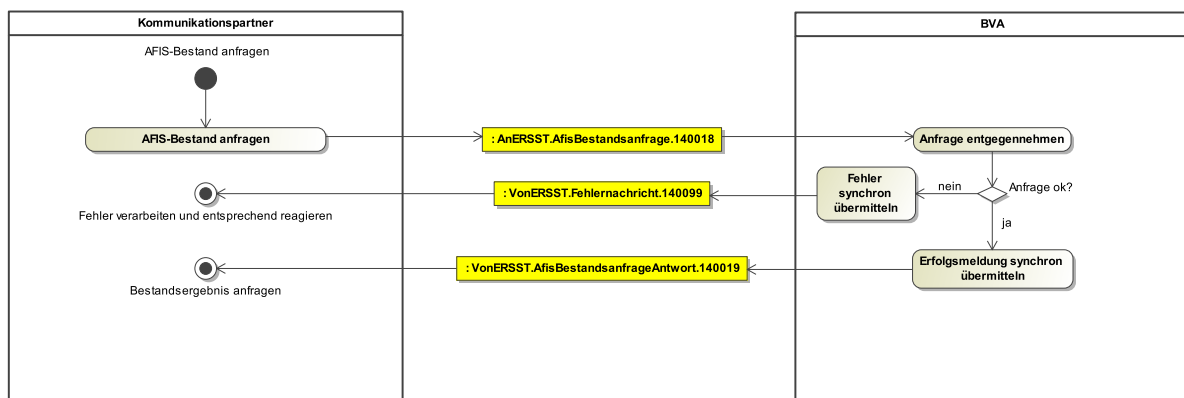 Kommunikationspartner
BVA
AFIS-Bestand anfragen
AFIS-Bestand anfragen
: AnERSST.AfisBestandsanfrage.140018
Anfrage entgegennehmen
Anfrage ok?
nein
Fehler
synchron
übermitteln
: VonERSST.Fehlernachricht.140099
Fehler verarbeiten und entsprechend reagieren
ja
Erfolgsmeldung synchron
übermitteln
: VonERSST.AfisBestandsanfrageAntwort.140019
Bestandsergebnis anfragen